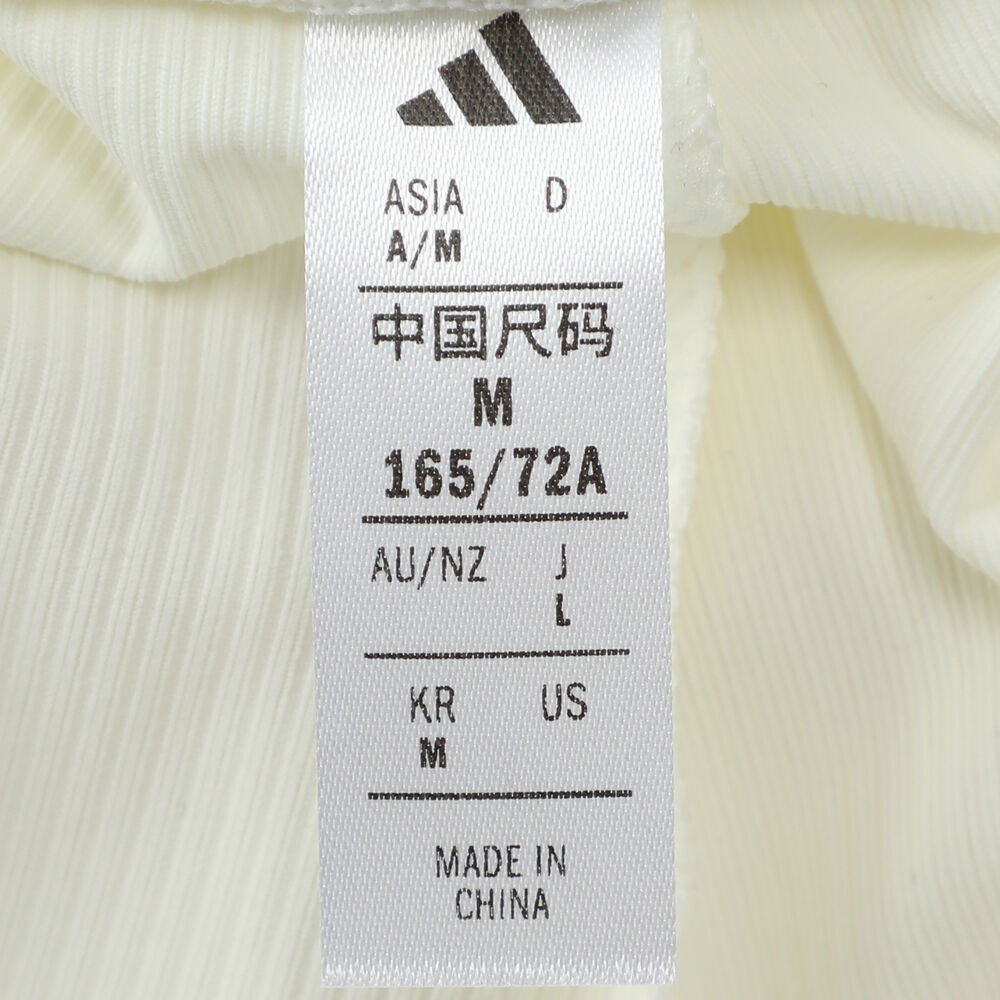 ASIA D
A/M
中国尺码
M
165/72A
AU/NZ J
L
KR US
M
MADE IN
CHINA